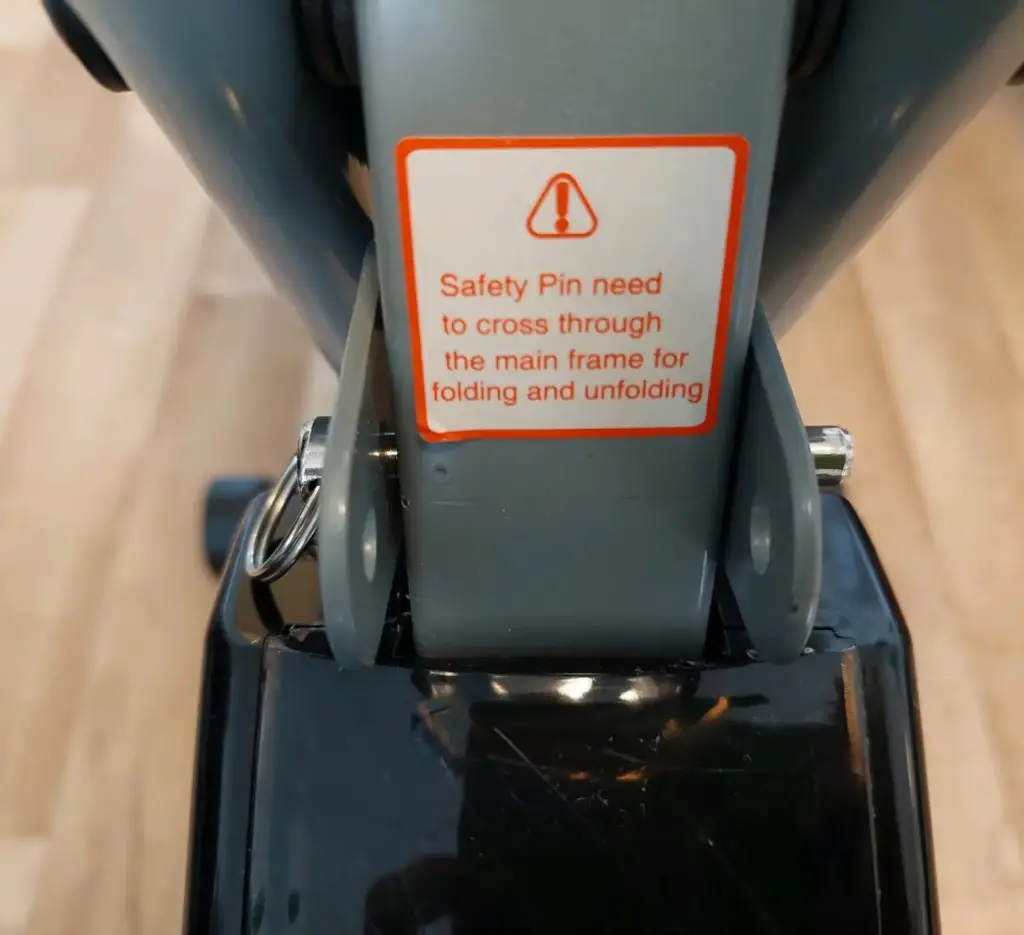 Safety Pin need
to cross through
the main frame for
folding and unfolding